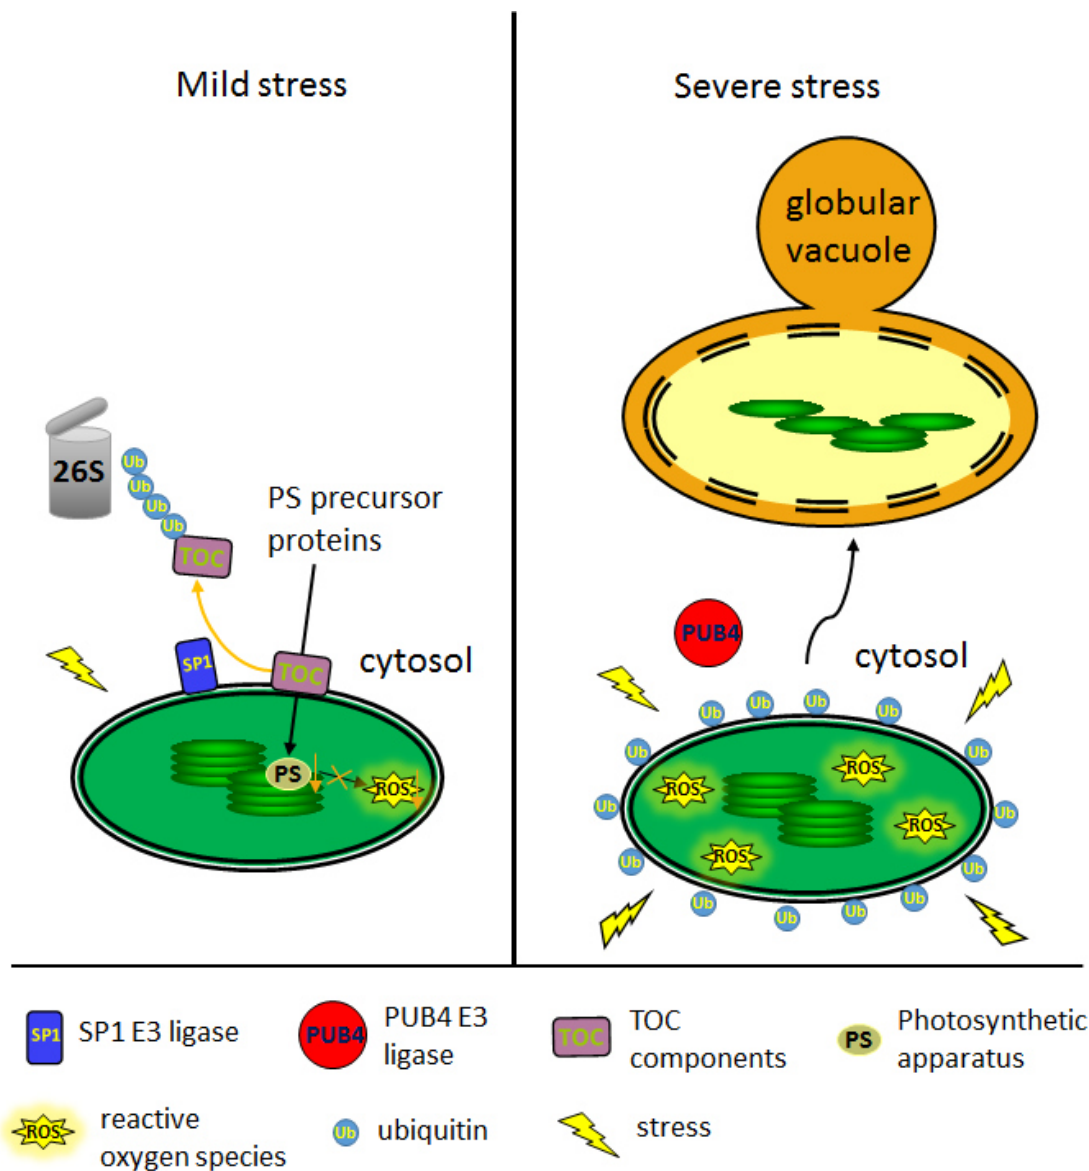 Mild stress
26S
Ub
Ub
Ub
Ub
TOC
PS precursor
proteins
SP1
TOC
cytosol
PS
ROS
Severe stress
globular
vacuole
PUB4
cytosol
Ub
Ub
Ub
Ub
Ub
Ub
Ub
Ub
Ub
Ub
Ub
Ub
Ub
Ub
ROS
ROS
ROS
ROS
SP1
SP1 E3 ligase
PUB4
PUB4 E3
ligase
TOC
TOC
components
PS
Photosynthetic
apparatus
ROS
reactive
oxygen species
Ub
ubiquitin
stress